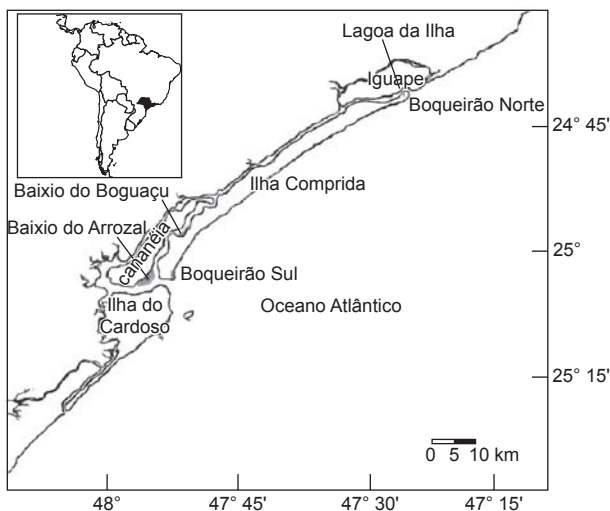 Lagoa da Ilha
Iguape
Boqueirão Norte
24° 45'
Ilha Comprida
Baixio do Boguaçu
Baixio do Arrozal
cananéia
25°
Boqueirão Sul
Ilha do
Cardoso
Oceano Atlântico
25° 15'
0 5 10 km
48° 47° 45' 47° 30' 47° 15'